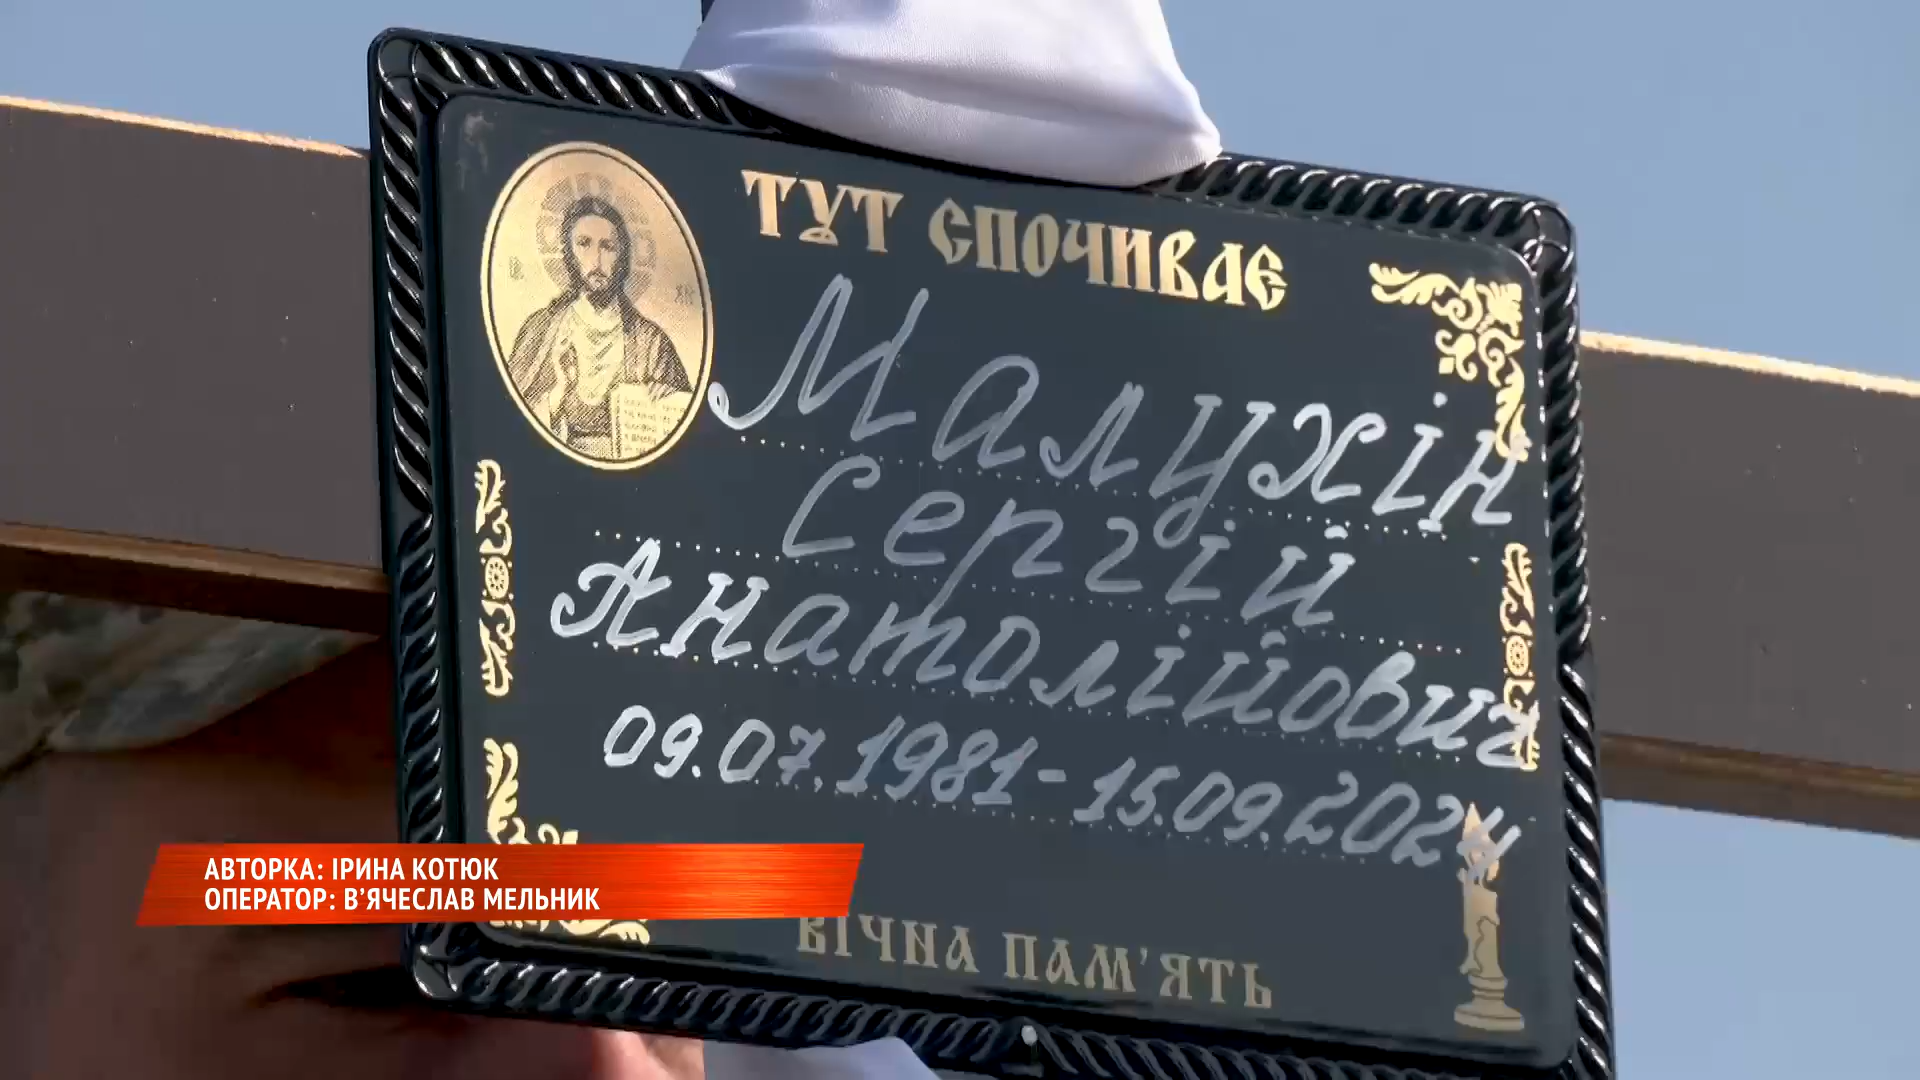 ТУТ СПОЧИВАЄ
Малухін
Сергій
Анатолійович
09.07.1981-15.09.2024
ВІЧНА ПАМ'ЯТЬ
АВТОРКА: ІРИНА КОТЮК
ОПЕРАТОР: В'ЯЧЕСЛАВ МЕЛЬНИК